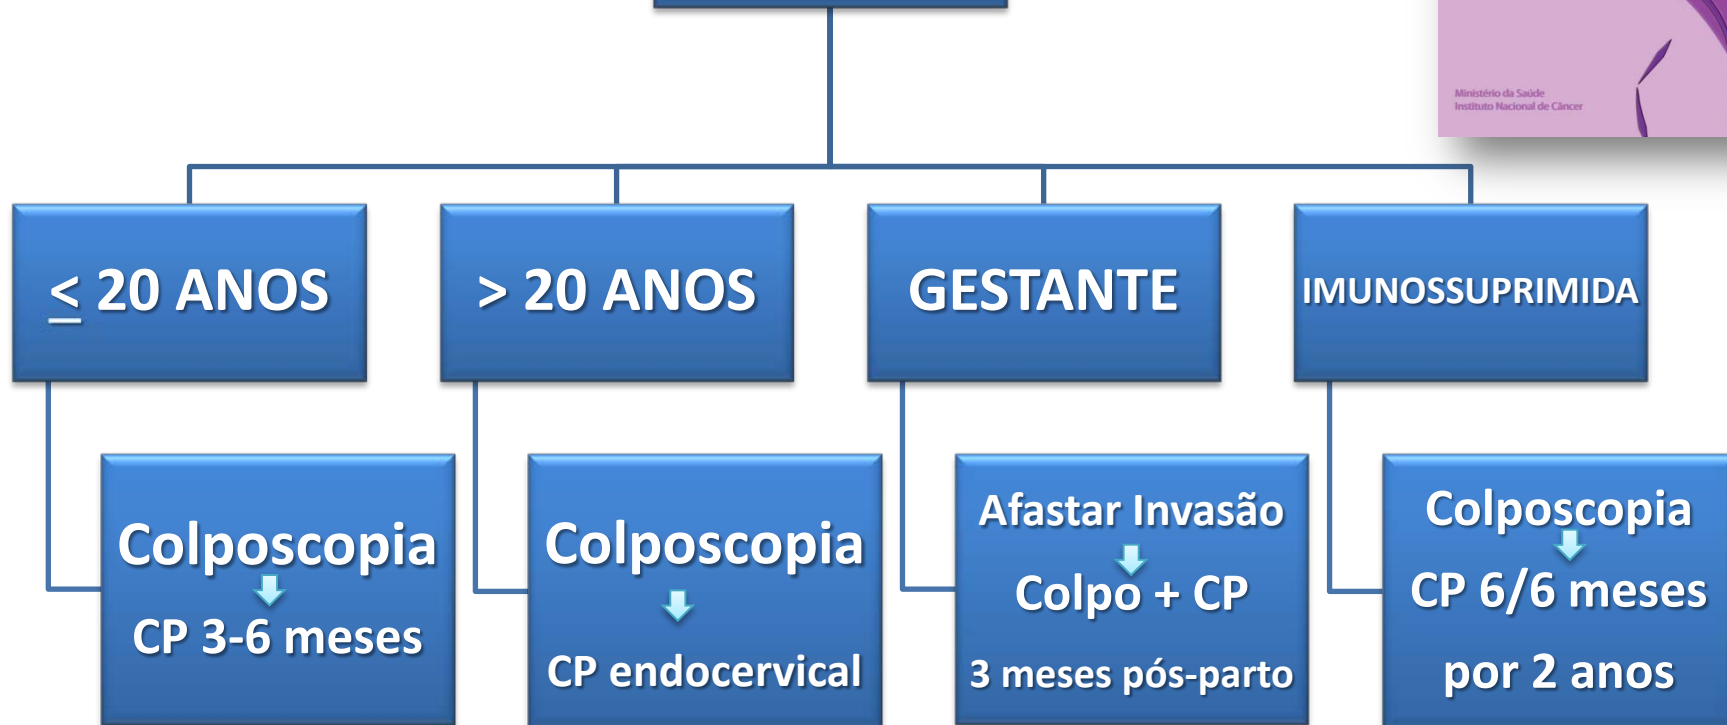 Ministério da Saúde
Instituto Nacional de Câncer
< 20 ANOS
> 20 ANOS
GESTANTE
IMUNOSSUPRIMIDA
Colposcopia
CP 3-6 meses
Colposcopia
CP endocervical
Afastar Invasão
Colpo + CP
3 meses pós-parto
Colposcopia
CP 6/6 meses
por 2 anos